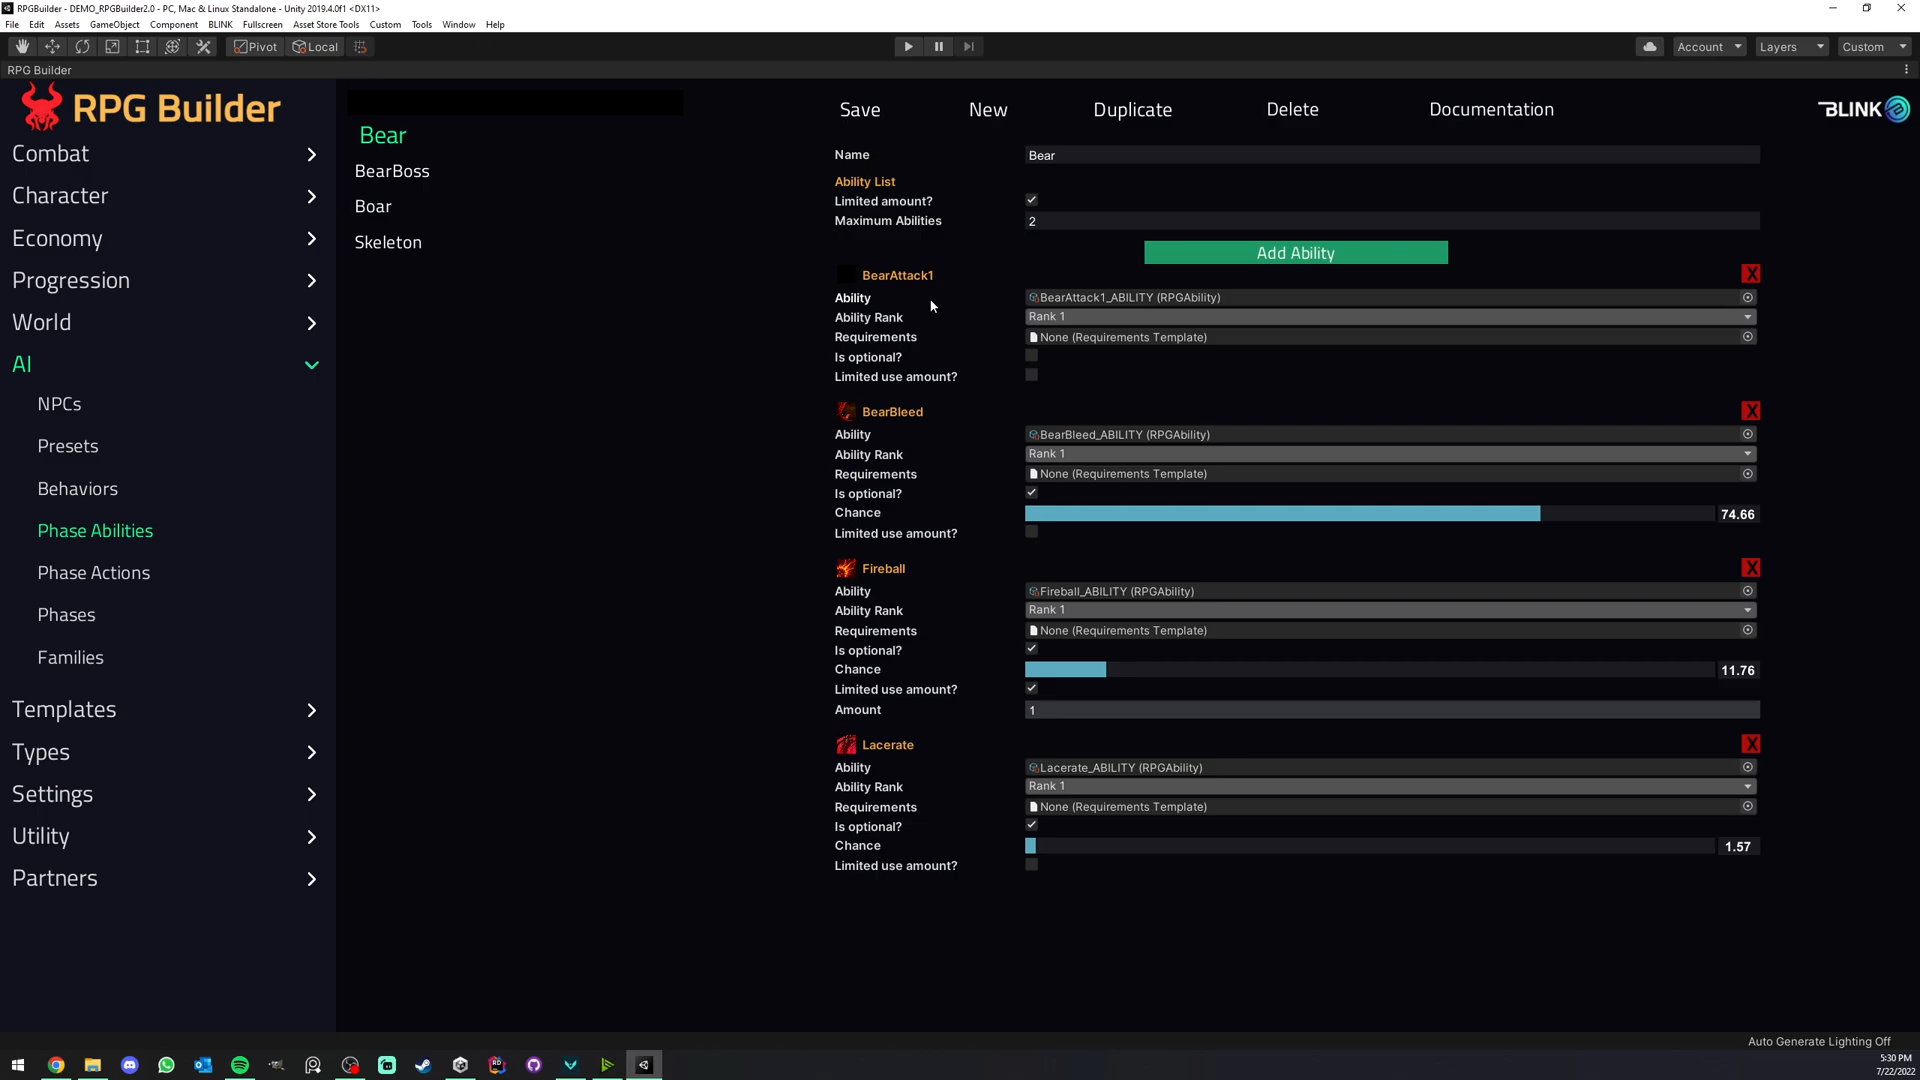 RPGBuilder - DEMO_RPGBuilder2.0 - PC, Mac & Linux Standalone - Unity 2019.4.0f1 <DX11>
File Edit Assets GameObject Component BLINK Fullscreen Asset Store Tools Custom Tools Window Help
Pivot Local Account Layers Custom
RPG Builder
RPG Builder
Combat
Character
Economy
Progression
World
AI
NPCs
Presets
Behaviors
Phase Abilities
Phase Actions
Phases
Families
Templates
Types
Settings
Utility
Partners
Bear
BearBoss
Boar
Skeleton
Save New Duplicate Delete Documentation BLINK
Name Bear
Ability List
Limited amount?
Maximum Abilities 2
Add Ability
BearAttack1 X
Ability BearAttack1_ABILITY (RPGAbility)
Ability Rank Rank 1
Requirements None (Requirements Template)
Is optional?
Limited use amount?
BearBleed X
Ability BearBleed_ABILITY (RPGAbility)
Ability Rank Rank 1
Requirements None (Requirements Template)
Is optional?
Chance 74.66
Limited use amount?
Fireball X
Ability Fireball_ABILITY (RPGAbility)
Ability Rank Rank 1
Requirements None (Requirements Template)
Is optional?
Chance 11.76
Limited use amount?
Amount 1
Lacerate X
Ability Lacerate_ABILITY (RPGAbility)
Ability Rank Rank 1
Requirements None (Requirements Template)
Is optional?
Chance 1.57
Limited use amount?
Auto Generate Lighting Off
5:30 PM
7/22/2022